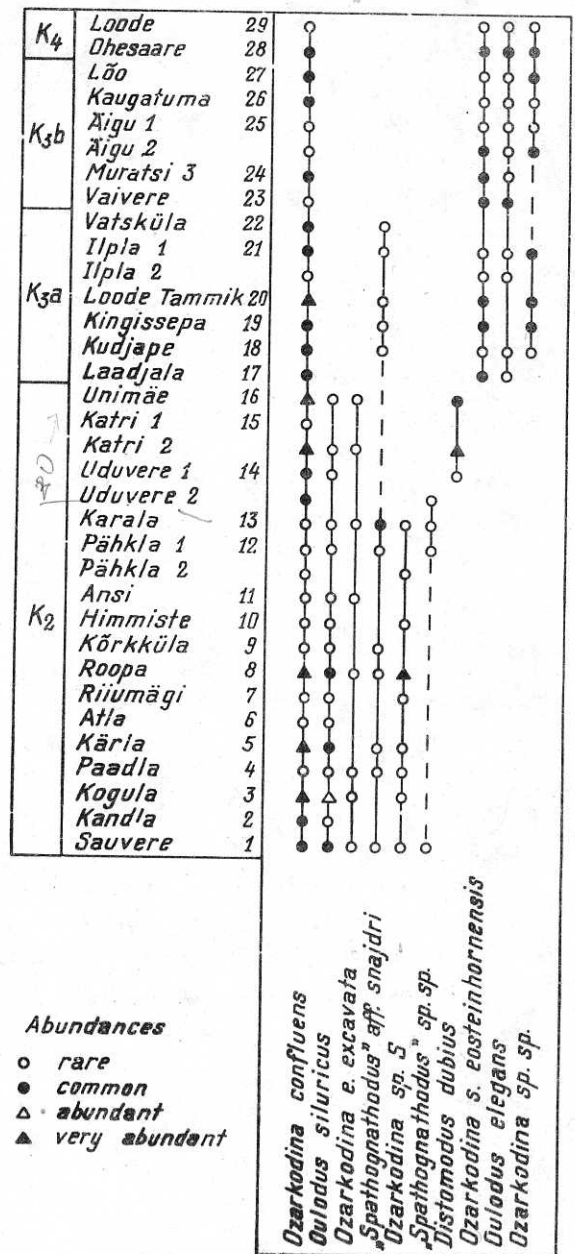 K4
Loode 29
Ohesaare 28
K3b
Lõo 27
Kaugatuma 26
Äigu 1 25
Äigu 2
Muratsi 3 24
Vaivere 23
K3a
Vatsküla 22
Ilpla 1 21
Ilpla 2
Loode Tammik 20
Kingissepa 19
Kudjape 18
Laadjala 17
K2
Unimäe 16
Katri 1 15
Katri 2
Uduvere 1 14
Uduvere 2
Karala 13
Pähkla 1 12
Pähkla 2
Ansi 11
Himmiste 10
Kõrkküla 9
Roopa 8
Riiumägi 7
Atla 6
Kärla 5
Paadla 4
Kogula 3
Kandla 2
Sauvere 1
Abundances
rare
common
abundant
very abundant
Ozarkodina confluens
Oulodus siluricus
Ozarkodina e. excavata
„Spathognathodus" aff. snajdri
Ozarkodina sp. S
„Spathognathodus" sp. sp.
Distomodus dubius
Ozarkodina s. eosteinhornensis
Oulodus elegans
Ozarkodina sp. sp.